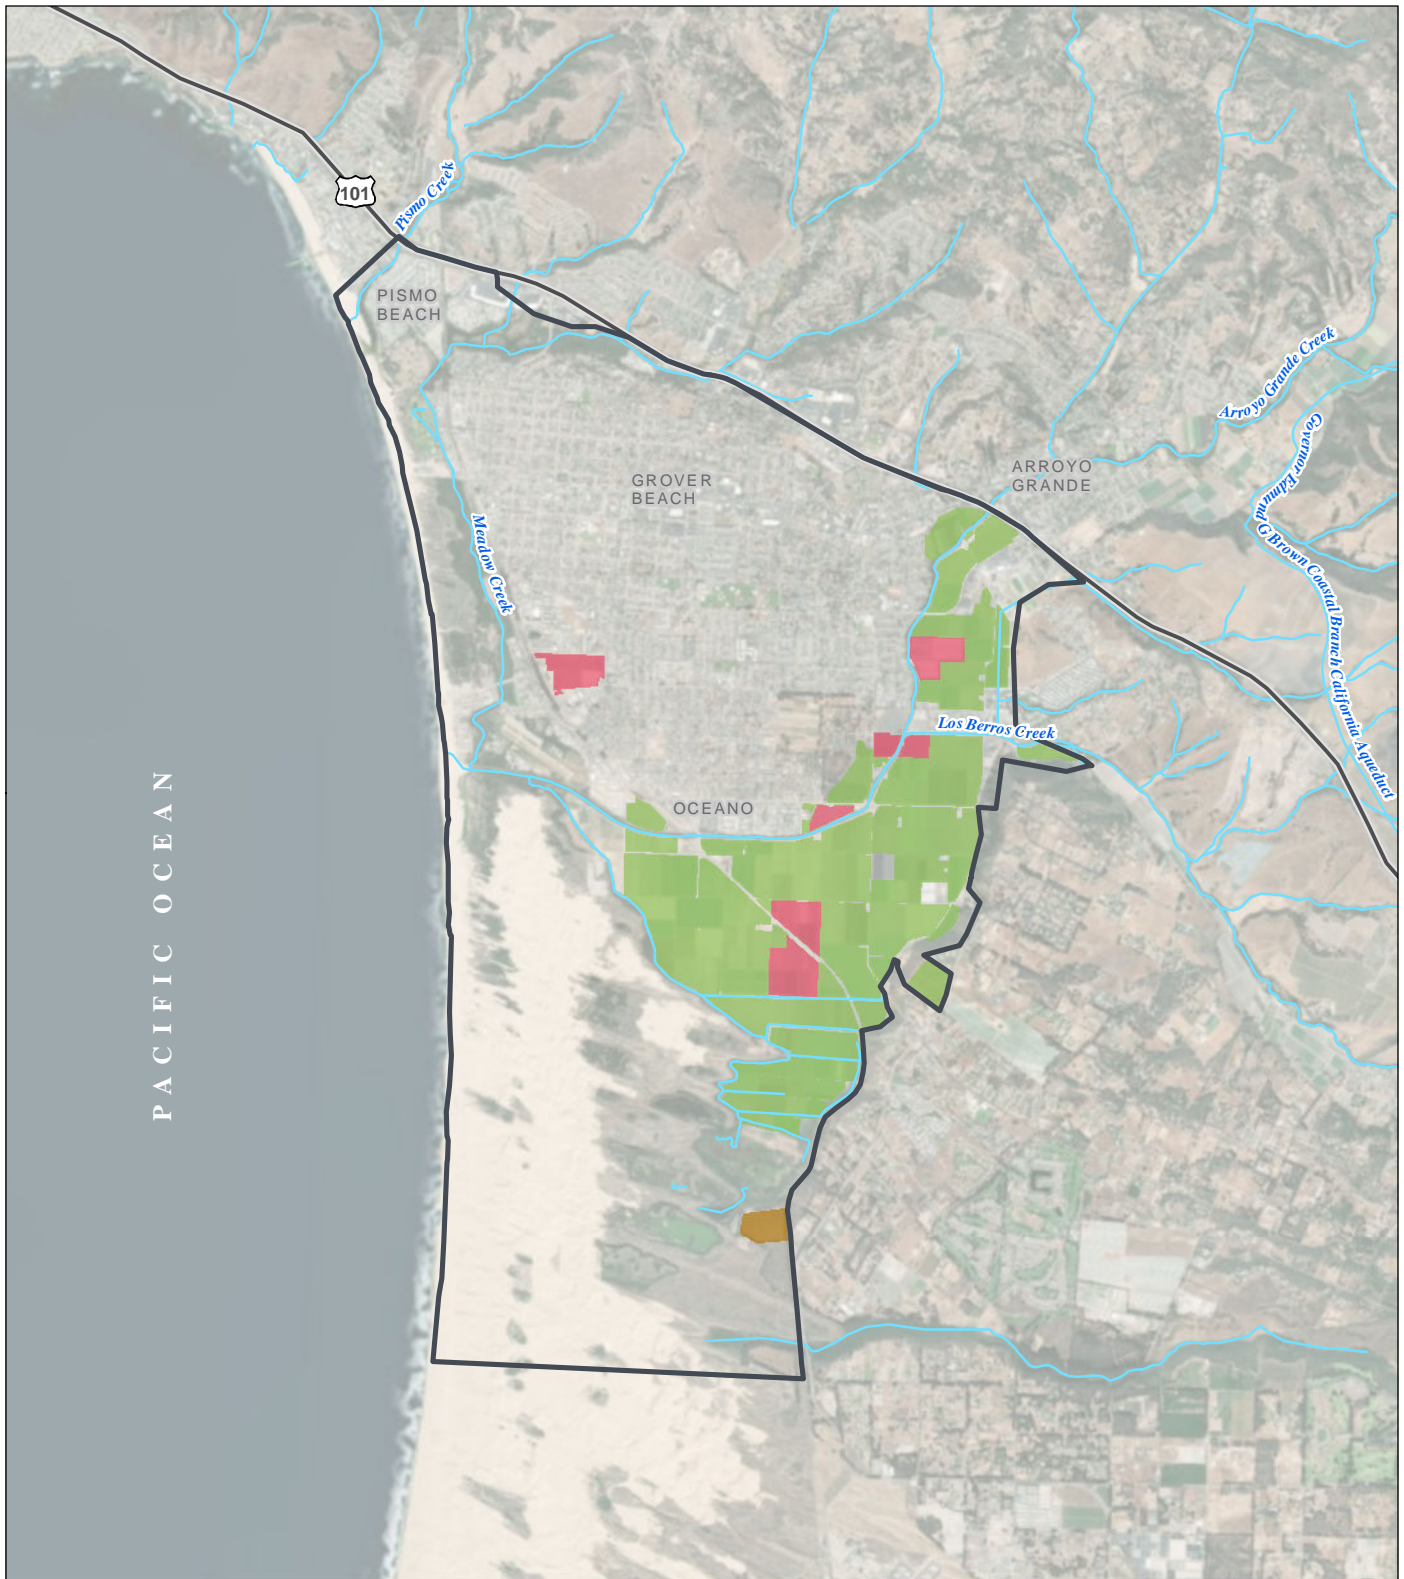 101
Pismo Creek
PISMO
BEACH
Arroyo Grande Creek
Governor Edmund
G Brown Coastal Branch California Aqueduct
ARROYO
GRANDE
GROVER
BEACH
Meadow Creek
Los Berros Creek
OCEANO
PACIFIC OCEAN